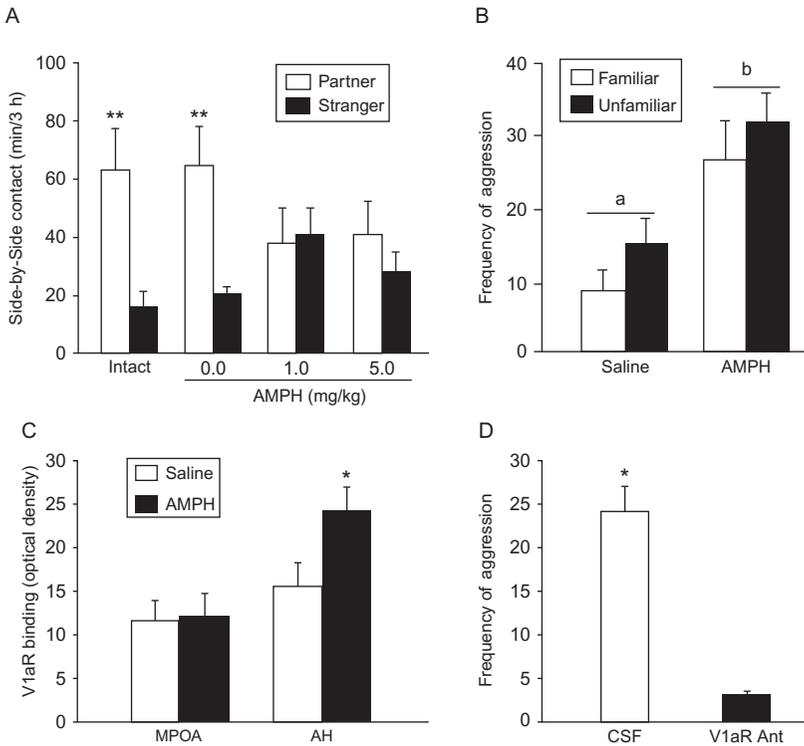 A
Side-by-Side contact (min/3 h)
100
80
60
40
20
0
Partner
Stranger
**
**
Intact
0.0
1.0
5.0
AMPH (mg/kg)
B
Frequency of aggression
40
30
20
10
0
Familiar
Unfamiliar
a
b
Saline
AMPH
C
V1aR binding (optical density)
30
25
20
15
10
5
0
Saline
AMPH
*
MPOA
AH
D
Frequency of aggression
30
25
20
15
10
5
0
*
CSF
V1aR Ant